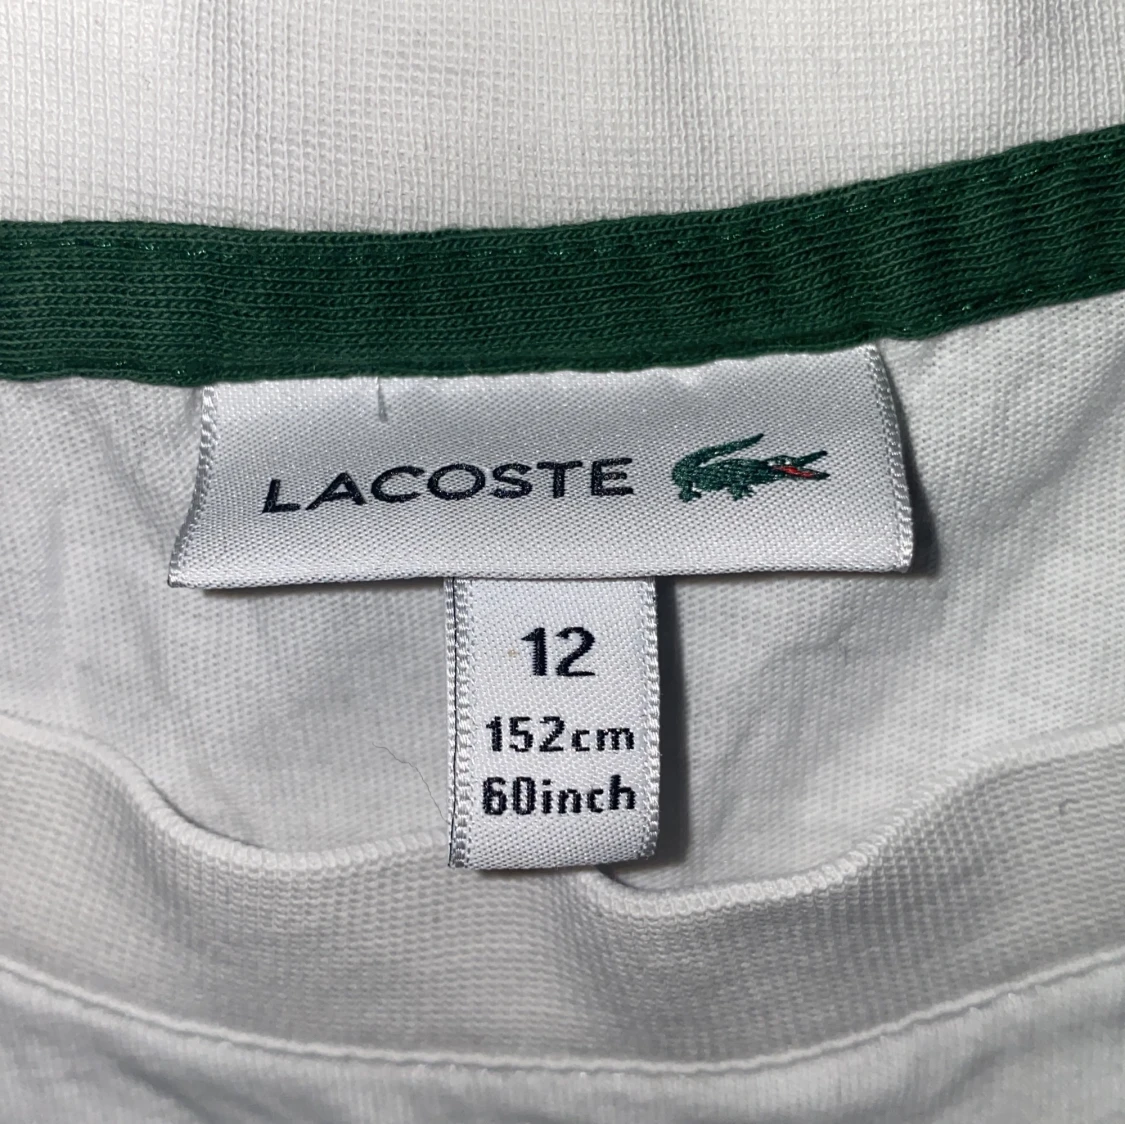 LACOSTE
12
152cm
60inch